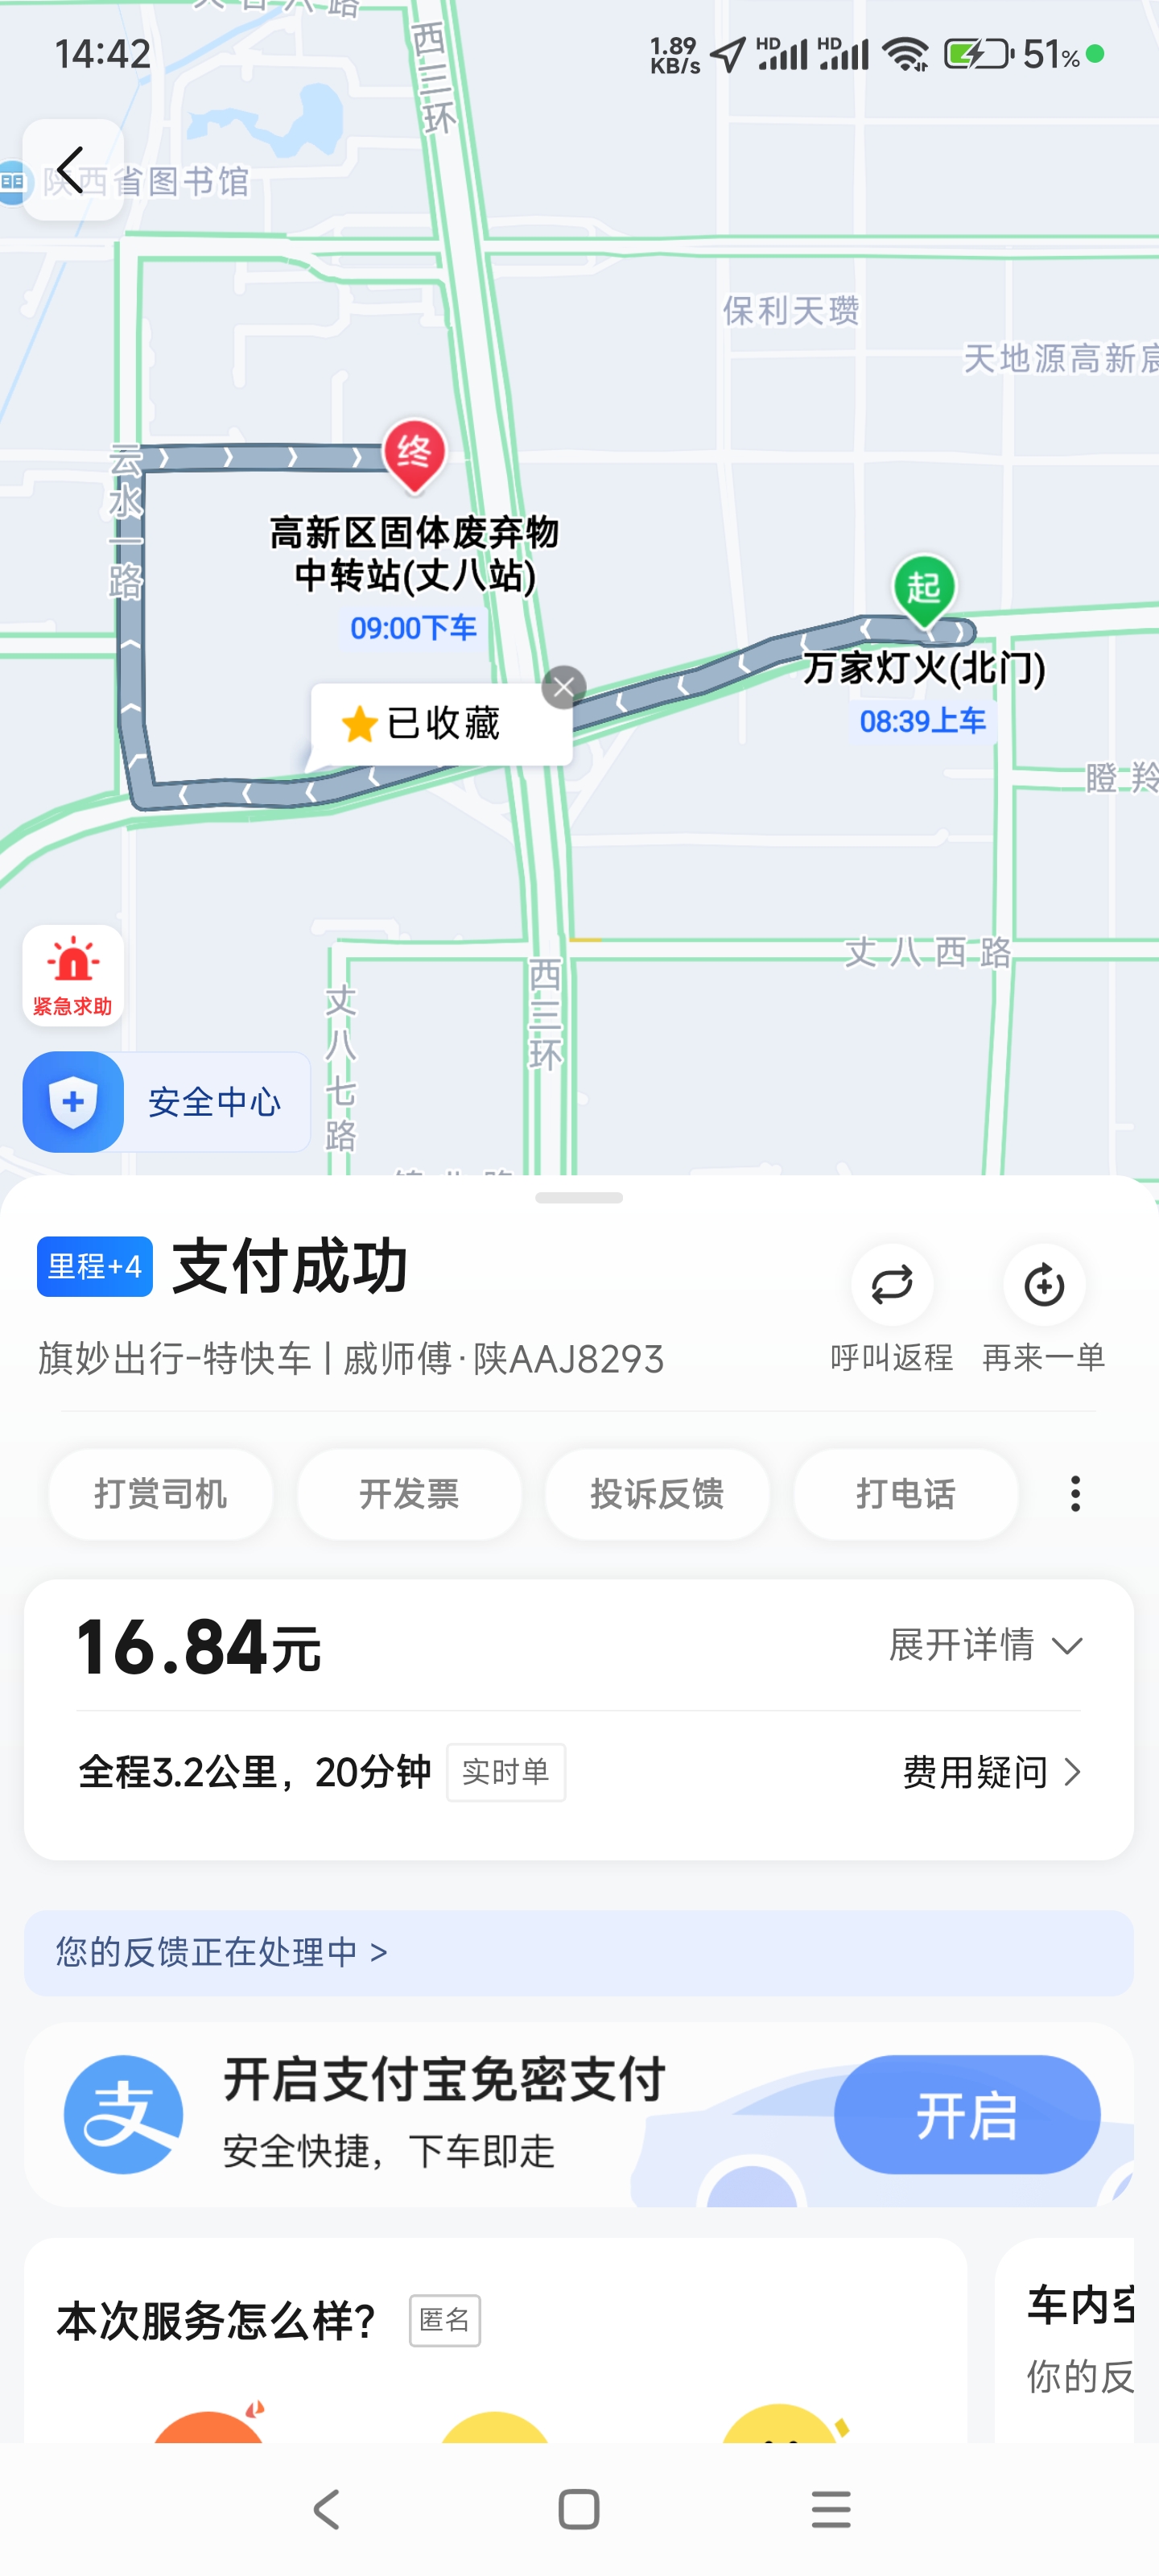 14:42
1.89
KB/s
HD
HD
51%
西三环
陕西省图书馆
保利天瓒
天地源高新宸
云水一路
终
高新区固体废弃物
中转站(丈八站)
09:00下车
起
万家灯火(北门)
08:39上车
已收藏
瞪羚
丈八西路
西三环
丈八七路
紧急求助
安全中心
里程+4
支付成功
旗妙出行-特快车 | 戚师傅·陕AAJ8293
呼叫返程
再来一单
打赏司机
开发票
投诉反馈
打电话
16.84元
展开详情
全程3.2公里，20分钟
实时单
费用疑问
您的反馈正在处理中 >
支
开启支付宝免密支付
安全快捷，下车即走
开启
本次服务怎么样？
匿名
车内空
你的反